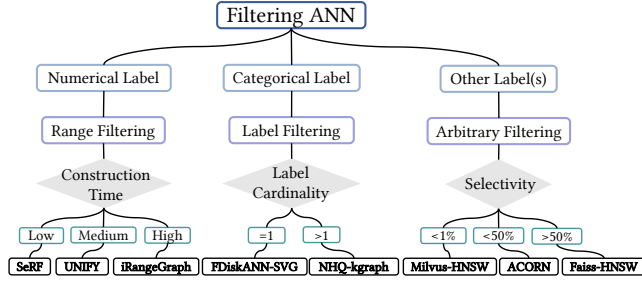 Filtering ANN
Numerical Label
Categorical Label
Other Label(s)
Range Filtering
Label Filtering
Arbitrary Filtering
Construction
Time
Label
Cardinality
Selectivity
Low
Medium
High
=1
>1
<1%
<50%
>50%
SeRF
UNIFY
iRangeGraph
FDiskANN-SVG
NHQ-kgraph
Milvus-HNSW
ACORN
Faiss-HNSW